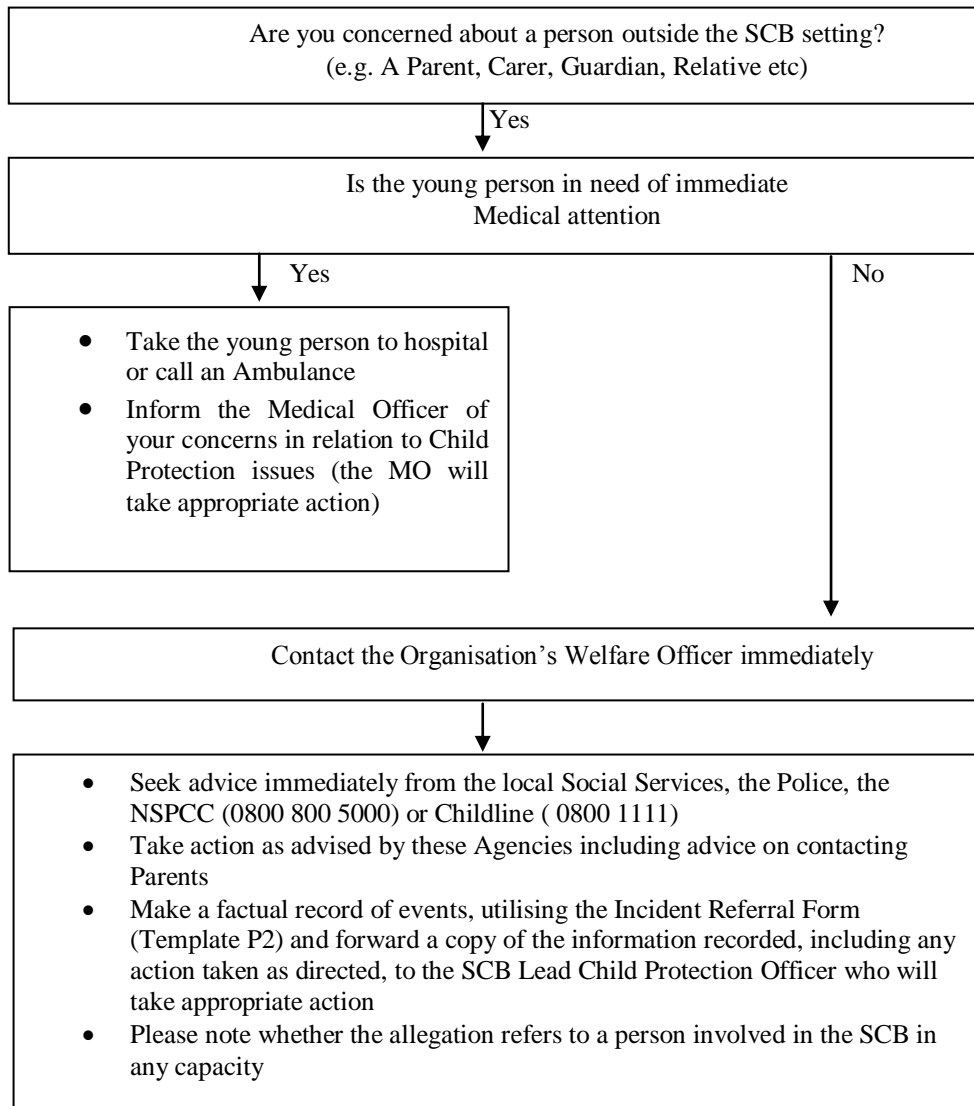 Are you concerned about a person outside the SCB setting?
(e.g. A Parent, Carer, Guardian, Relative etc)
Yes
Is the young person in need of immediate
Medical attention
Yes
No
• Take the young person to hospital
or call an Ambulance
• Inform the Medical Officer of
your concerns in relation to Child
Protection issues (the MO will
take appropriate action)
Contact the Organisation's Welfare Officer immediately
• Seek advice immediately from the local Social Services, the Police, the
NSPCC (0800 800 5000) or Childline ( 0800 1111)
• Take action as advised by these Agencies including advice on contacting
Parents
• Make a factual record of events, utilising the Incident Referral Form
(Template P2) and forward a copy of the information recorded, including any
action taken as directed, to the SCB Lead Child Protection Officer who will
take appropriate action
• Please note whether the allegation refers to a person involved in the SCB in
any capacity